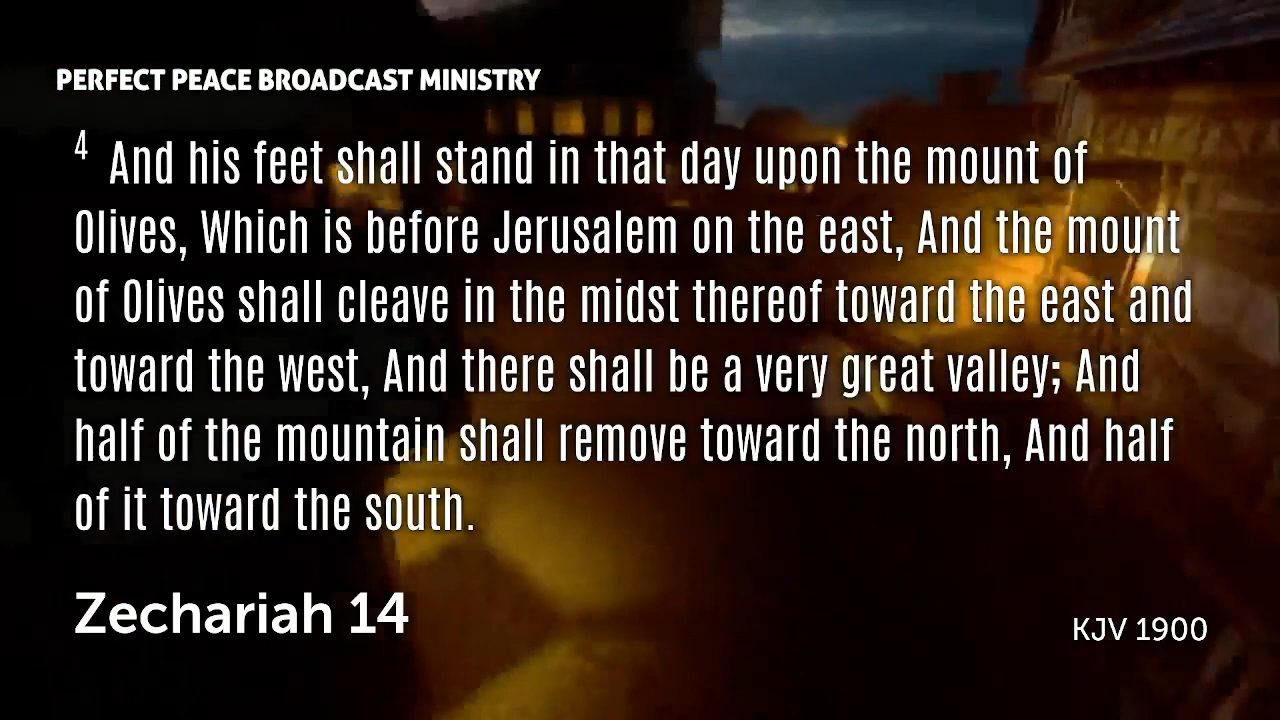 PERFECT PEACE BROADCAST MINISTRY
4 And his feet shall stand in that day upon the mount of
Olives, Which is before Jerusalem on the east, And the mount
of Olives shall cleave in the midst thereof toward the east and
toward the west, And there shall be a very great valley; And
half of the mountain shall remove toward the north, And half
of it toward the south.
Zechariah 14
KJV 1900